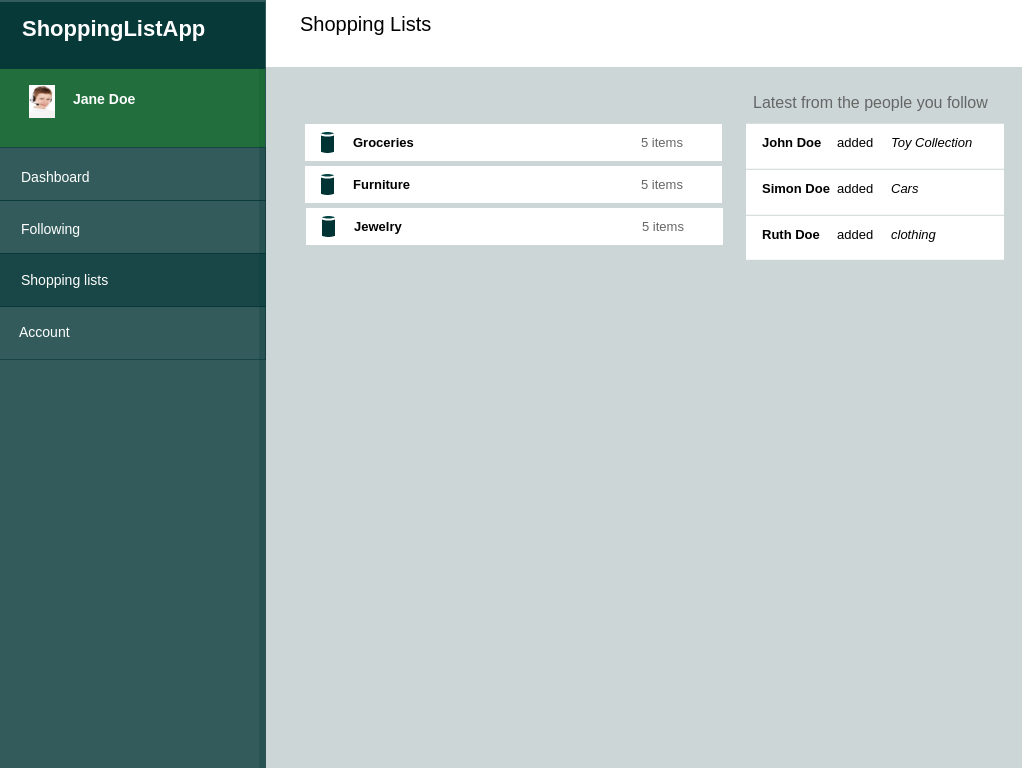 ShoppingListApp
Jane Doe
Dashboard
Following
Shopping lists
Account
Shopping Lists
Groceries 5 items
Furniture 5 items
Jewelry 5 items
Latest from the people you follow
John Doe added Toy Collection
Simon Doe added Cars
Ruth Doe added clothing